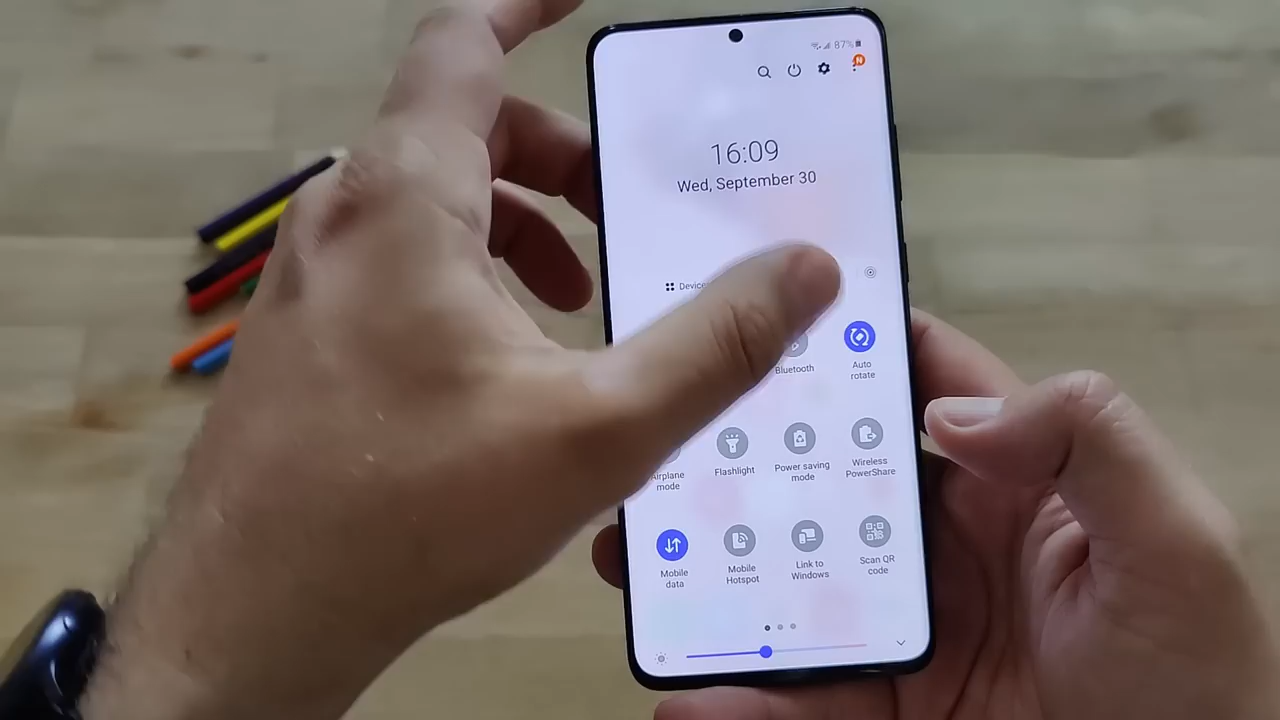 87%
N
16:09
Wed, September 30
Device
Bluetooth
Auto
rotate
Airplane
mode
Flashlight
Power saving
mode
Wireless
PowerShare
Mobile
data
Mobile
Hotspot
Link to
Windows
Scan QR
code